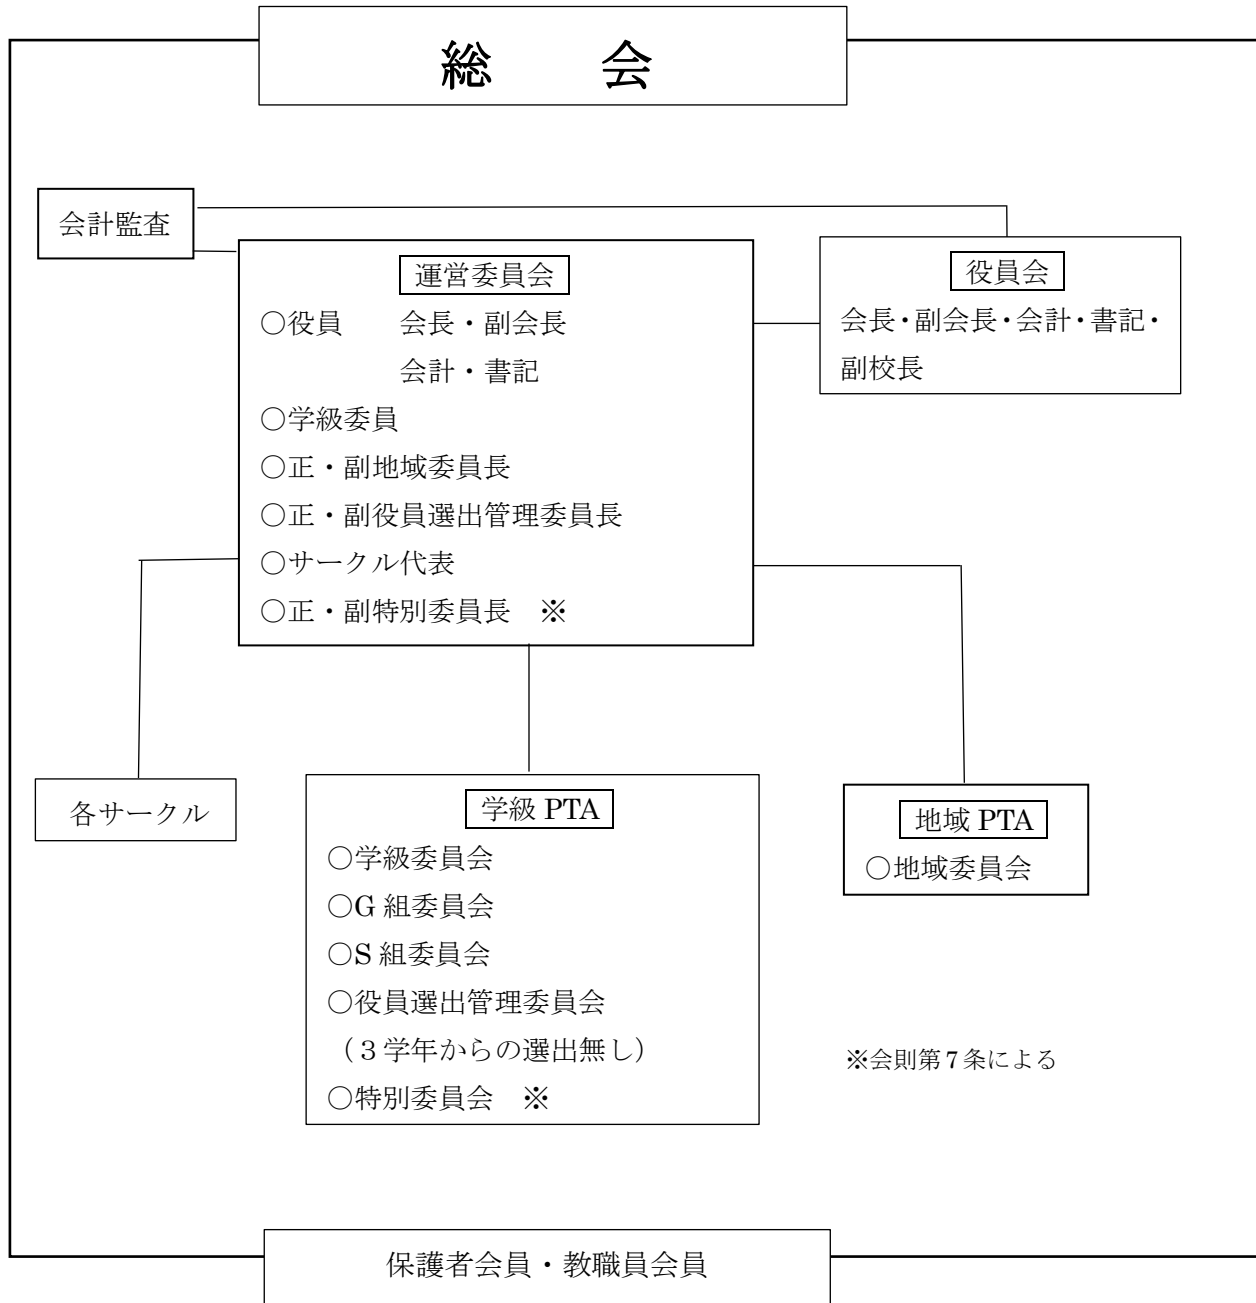 総　会
会計監査
運営委員会
○役員　会長・副会長
会計・書記
○学級委員
○正・副地域委員長
○正・副役員選出管理委員長
○サークル代表
○正・副特別委員長　※
役員会
会長・副会長・会計・書記・
副校長
各サークル
学級 PTA
○学級委員会
○G 組委員会
○S 組委員会
○役員選出管理委員会
（３学年からの選出無し）
○特別委員会　※
地域 PTA
○地域委員会
※会則第７条による
保護者会員・教職員会員